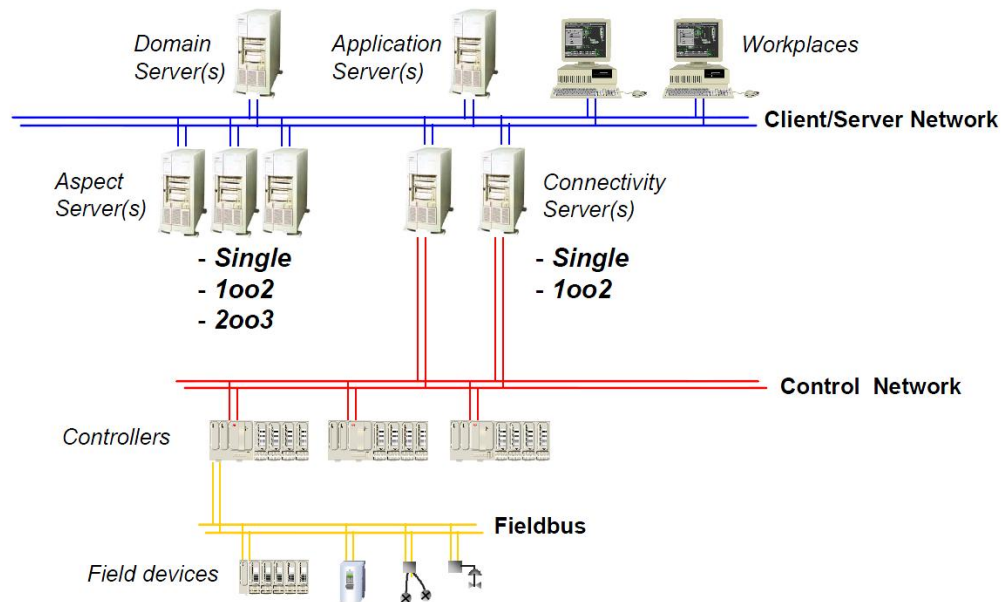 Domain
Server(s)
Application
Server(s)
Workplaces
Client/Server Network
Aspect
Server(s)
Connectivity
Server(s)
- Single
- 1oo2
- 2oo3
- Single
- 1oo2
Control Network
Controllers
Fieldbus
Field devices